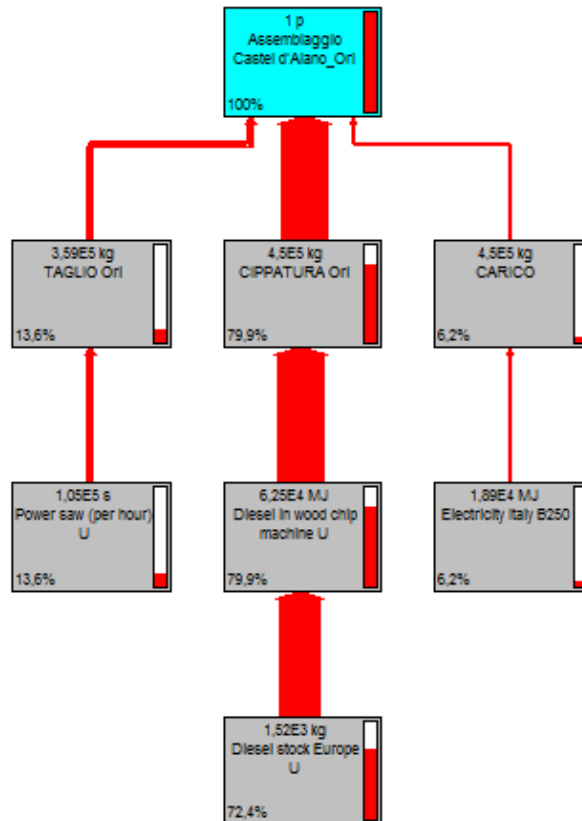 1 p
Assemblaggio
Castel d'Aiano_Ori
100%
3,59E5 kg
TAGLIO Ori
13,6%
4,5E5 kg
CIPPATURA Ori
79,9%
4,5E5 kg
CARICO
6,2%
1,05E5 s
Power saw (per hour)
U
13,6%
6,25E4 MJ
Diesel in wood chip
machine U
79,9%
1,89E4 MJ
Electricity Italy B250
6,2%
1,52E3 kg
Diesel stock Europe
U
72,4%